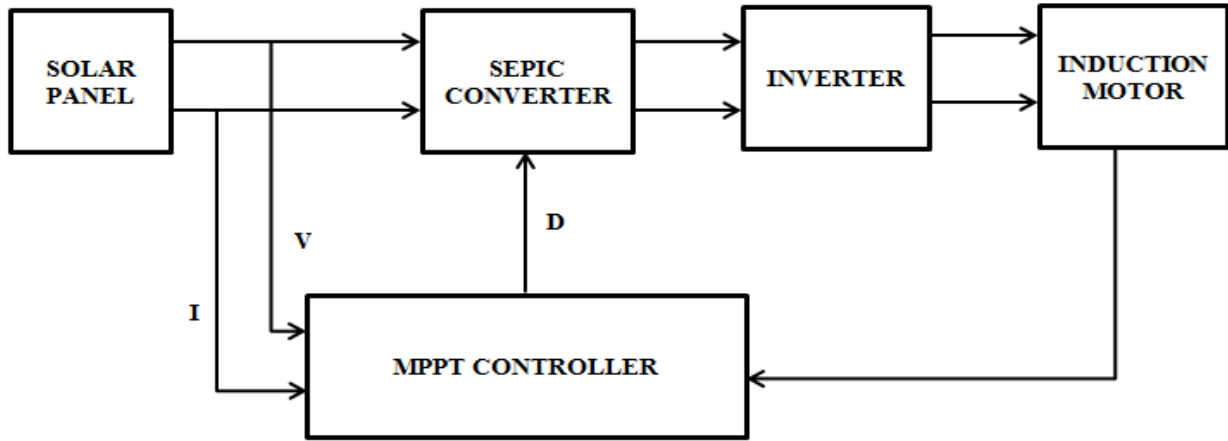 SOLAR
PANEL
SEPIC
CONVERTER
INVERTER
INDUCTION
MOTOR
V
D
I
MPPT CONTROLLER